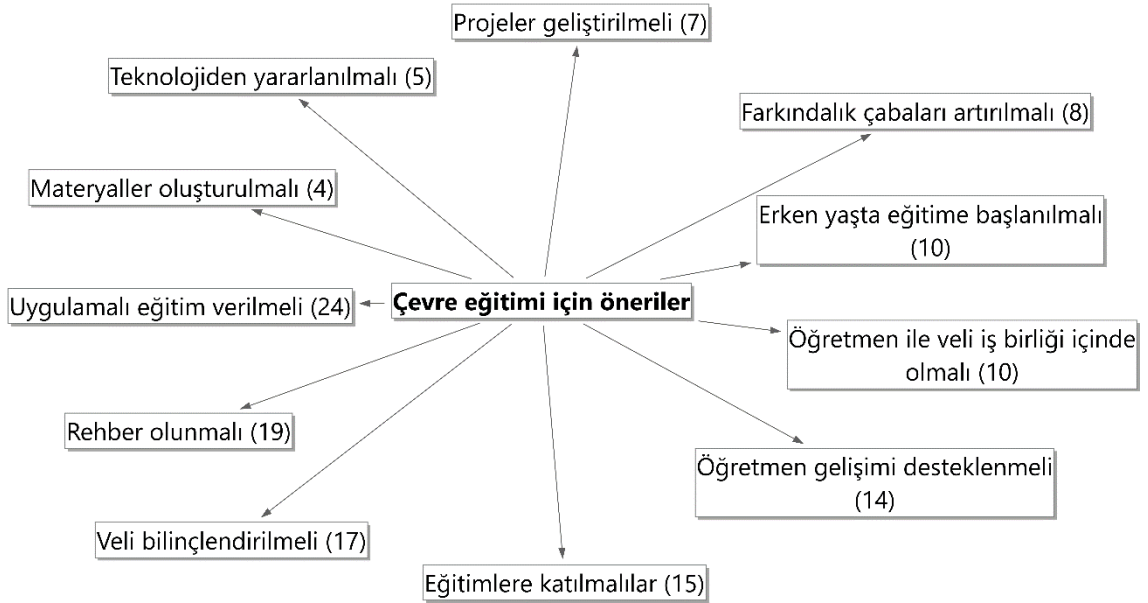 Projeler geliştirilmeli (7)
Teknolojiden yararlanılmalı (5)
Farkındalık çabaları artırılmalı (8)
Materyaller oluşturulmalı (4)
Erken yaşta eğitime başlanılmalı
(10)
Çevre eğitimi için öneriler
Uygulamalı eğitim verilmeli (24)
Öğretmen ile veli iş birliği içinde
olmalı (10)
Rehber olunmalı (19)
Öğretmen gelişimi desteklenmeli
(14)
Veli bilinçlendirilmeli (17)
Eğitimlere katılmalılar (15)